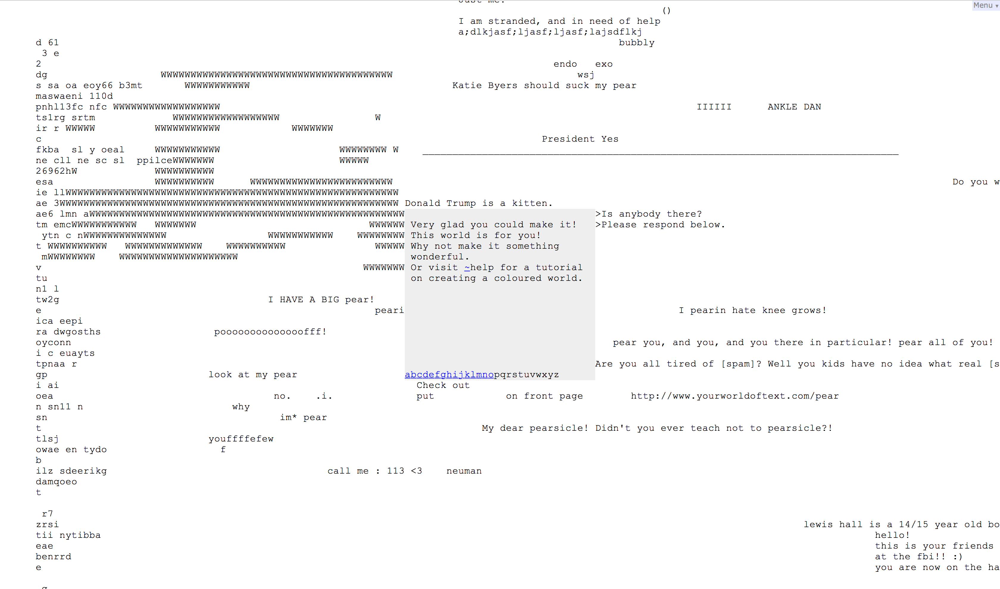 Just me.
()
I am stranded, and in need of help
a;dlkjasf;ljasf;ljasf;lajsdflkj
d 61 bubbly
3 e
2 endo exo
dg WWWWWWWWWWWWWWWWWWWWWWWWWWWWWWWWWWWWWWW wsj
s sa oa eoy66 b3mt WWWWWWWWWWW Katie Byers should suck my pear
maswaeni 110d
pnhl13fc nfc WWWWWWWWWWWWWWWWWW IIIIII ANKLE DAN
ts1rg srtm WWWWWWWWWWWWWWWWWW W
ir r WWWWW WWWWWWWWWWW WWWWWWW
c President Yes
fkba sl y oeal WWWWWWWWWWW WWWWWWWW W ________________________________________________________________________________
ne cll ne sc sl ppilceWWWWWWW WWWWW
26962hW WWWWWWWWWW
esa WWWWWWWWWW WWWWWWWWWWWWWWWWWWWWWWWW Do you w
ie llWWWWWWWWWWWWWWWWWWWWWWWWWWWWWWWWWWWWWWWWWWWWWWWWWWWWWWWW
ae 3WWWWWWWWWWWWWWWWWWWWWWWWWWWWWWWWWWWWWWWWWWWWWWWWWWWWWWWWW Donald Trump is a kitten.
ae6 lmn aWWWWWWWWWWWWWWWWWWWWWWWWWWWWWWWWWWWWWWWWWWWWWWWWWWWWW >Is anybody there?
tm emcWWWWWWWWWWW WWWWWWW WWWWWW Very glad you could make it! >Please respond below.
ytn c nWWWWWWWWWWWWWW WWWWWWWWWWW WWWWWWWW This world is for you!
t WWWWWWWWWW WWWWWWWWWWWWW WWWWWWWWWW WWWWW Why not make it something
mWWWWWWWW WWWWWWWWWWWWWWWWWWWW wonderful.
v WWWWWWW Or visit ~help for a tutorial
tu on creating a coloured world.
n1 l
tw2g I HAVE A BIG pear!
e peari I pearin hate knee grows!
ica eepi
ra dwgosths poooooooooooooofff!
oyconn pear you, and you, and you there in particular! pear all of you!
i c euayts
tpnaa r Are you all tired of [spam]? Well you kids have no idea what real [s
gp look at my pear abcdefghijklmnopqrstuvwxyz
i ai Check out
oea no. .i. put on front page http://www.yourworldoftext.com/pear
n sn11 n why
sn im* pear
t My dear pearsicle! Didn't you ever teach not to pearsicle?!
tlsj youffffefew
owae en tydo f
b
ilz sdeerikg call me : 113 <3 neuman
damqoeo
t
r7
zrsi lewis hall is a 14/15 year old bo
tii nytibba hello!
eae this is your friends
benrrd at the fbi!! :)
e you are now on the ha
Menu ▾